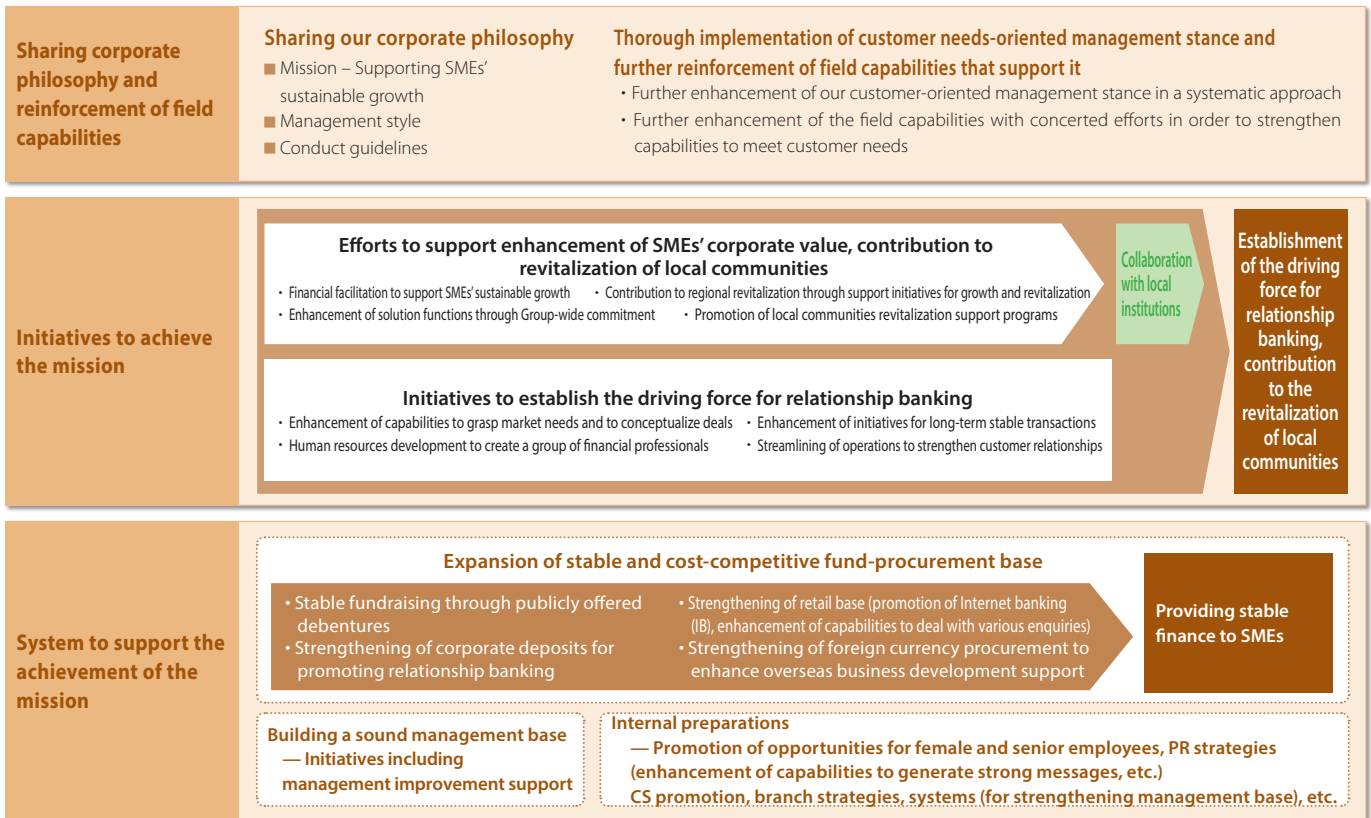 Sharing corporate
philosophy and
reinforcement of field
capabilities
Sharing our corporate philosophy
■ Mission – Supporting SMEs'
sustainable growth
■ Management style
■ Conduct guidelines
Thorough implementation of customer needs-oriented management stance and
further reinforcement of field capabilities that support it
・Further enhancement of our customer-oriented management stance in a systematic approach
・Further enhancement of the field capabilities with concerted efforts in order to strengthen
capabilities to meet customer needs
Initiatives to achieve
the mission
Efforts to support enhancement of SMEs' corporate value, contribution to
revitalization of local communities
・Financial facilitation to support SMEs' sustainable growth ・Contribution to regional revitalization through support initiatives for growth and revitalization
・Enhancement of solution functions through Group-wide commitment ・Promotion of local communities revitalization support programs
Collaboration
with local
institutions
Initiatives to establish the driving force for relationship banking
・Enhancement of capabilities to grasp market needs and to conceptualize deals ・Enhancement of initiatives for long-term stable transactions
・Human resources development to create a group of financial professionals ・Streamlining of operations to strengthen customer relationships
Establishment
of the driving
force for
relationship
banking,
contribution
to the
revitalization
of local
communities
System to support the
achievement of the
mission
Expansion of stable and cost-competitive fund-procurement base
・Stable fundraising through publicly offered
debentures
・Strengthening of corporate deposits for
promoting relationship banking
・Strengthening of retail base (promotion of Internet banking
(IB), enhancement of capabilities to deal with various enquiries)
・Strengthening of foreign currency procurement to
enhance overseas business development support
Providing stable
finance to SMEs
Building a sound management base
— Initiatives including
management improvement support
Internal preparations
— Promotion of opportunities for female and senior employees, PR strategies
(enhancement of capabilities to generate strong messages, etc.)
CS promotion, branch strategies, systems (for strengthening management base), etc.